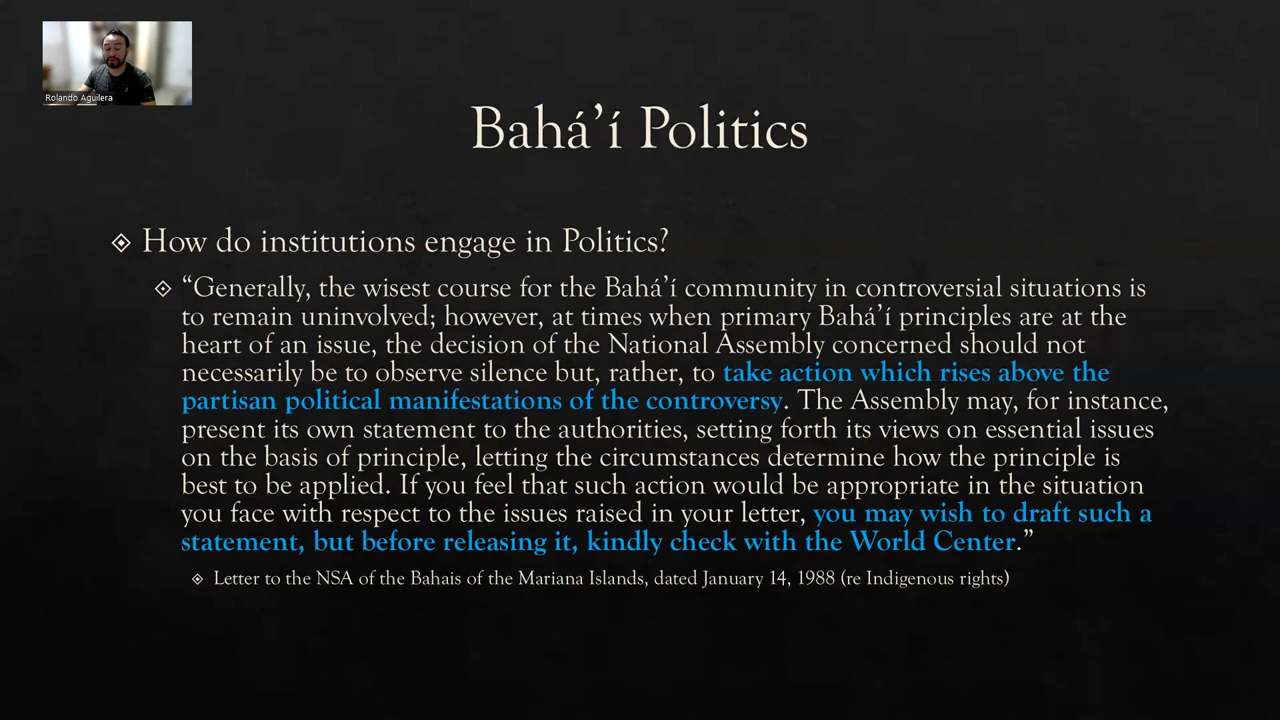 Rolando Aguilera
Bahá’í Politics
How do institutions engage in Politics?
“Generally, the wisest course for the Bahá’í community in controversial situations is
to remain uninvolved; however, at times when primary Bahá’í principles are at the
heart of an issue, the decision of the National Assembly concerned should not
necessarily be to observe silence but, rather, to take action which rises above the
partisan political manifestations of the controversy. The Assembly may, for instance,
present its own statement to the authorities, setting forth its views on essential issues
on the basis of principle, letting the circumstances determine how the principle is
best to be applied. If you feel that such action would be appropriate in the situation
you face with respect to the issues raised in your letter, you may wish to draft such a
statement, but before releasing it, kindly check with the World Center.”
Letter to the NSA of the Bahais of the Mariana Islands, dated January 14, 1988 (re Indigenous rights)